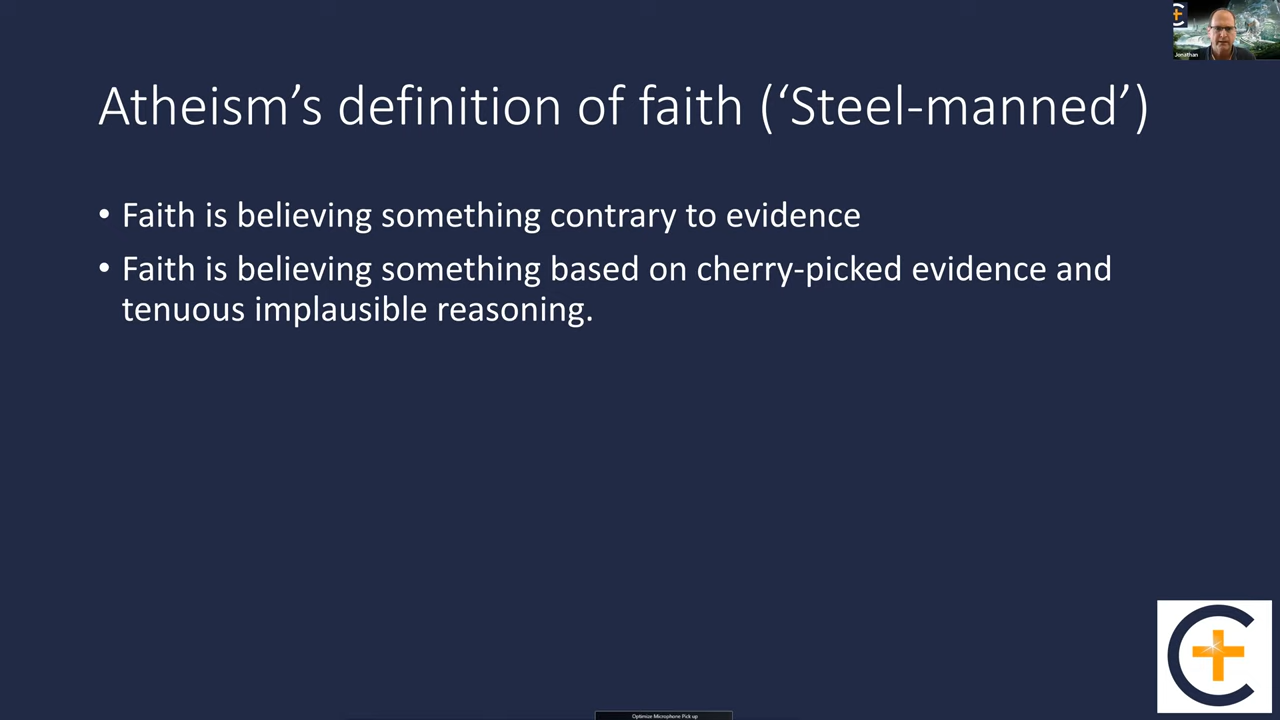 Jonathan
Atheism’s definition of faith (‘Steel-manned’)
• Faith is believing something contrary to evidence
• Faith is believing something based on cherry-picked evidence and
tenuous implausible reasoning.
Optimize Microphone Pick up